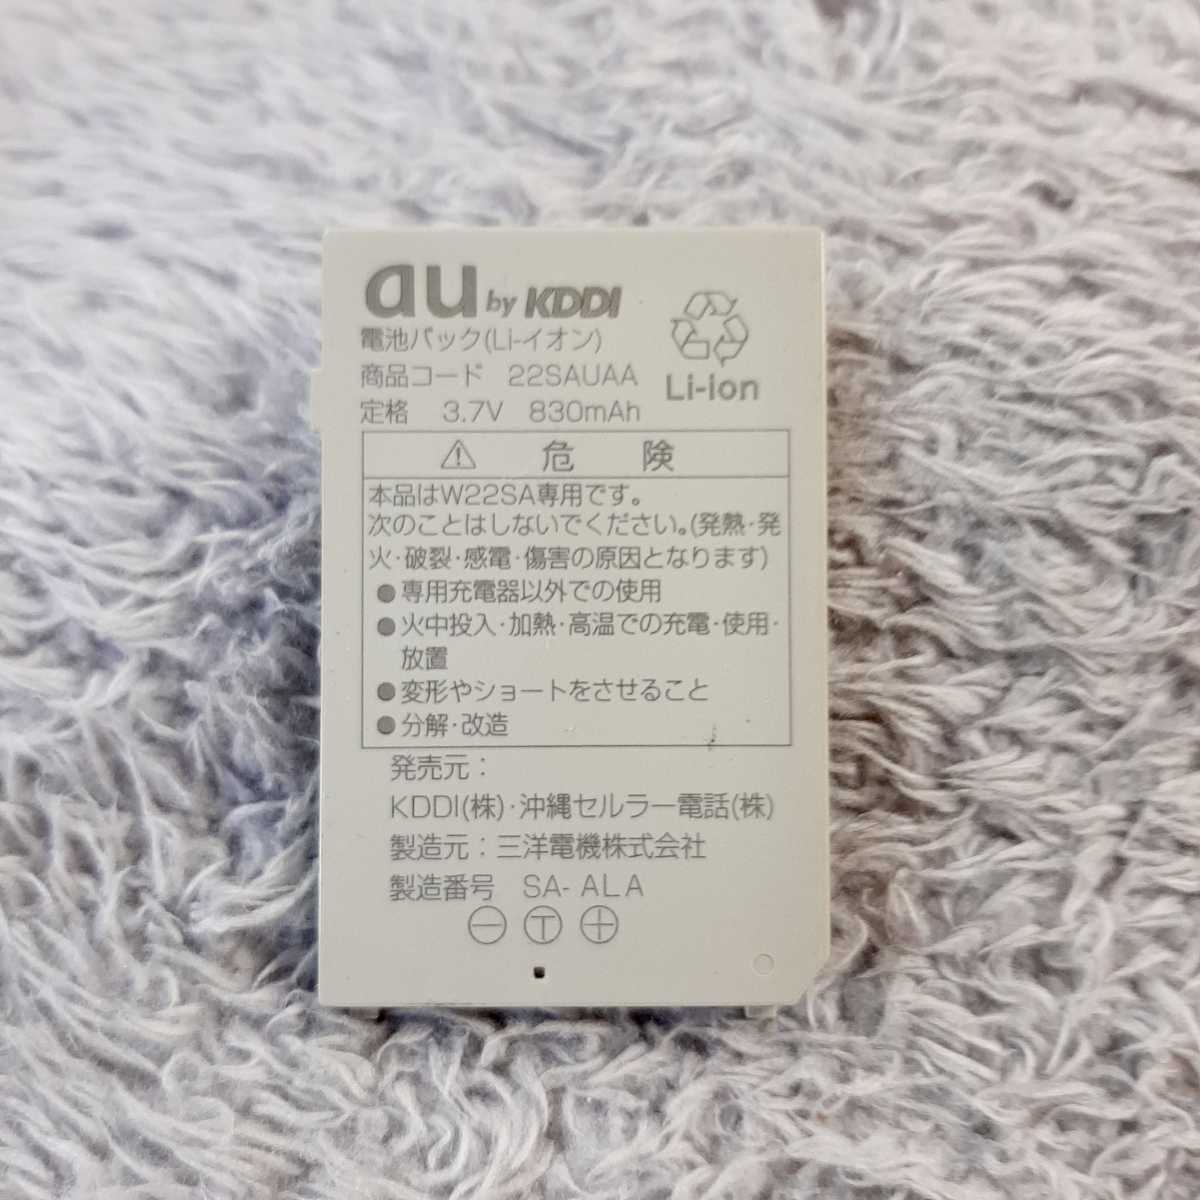 au by KDDI
電池パック(Li-イオン)
商品コード 22SAUAA
Li-ion
定格 3.7V 830mAh
危 険
本品はW22SA専用です。
次のことはしないでください。(発熱・発
火・破裂・感電・傷害の原因となります)
●専用充電器以外での使用
●火中投入・加熱・高温での充電・使用・
放置
●変形やショートをさせること
●分解・改造
発売元：
KDDI(株)・沖縄セルラー電話(株)
製造元：三洋電機株式会社
製造番号 SA- ALA
⊖ Ⓣ ⊕